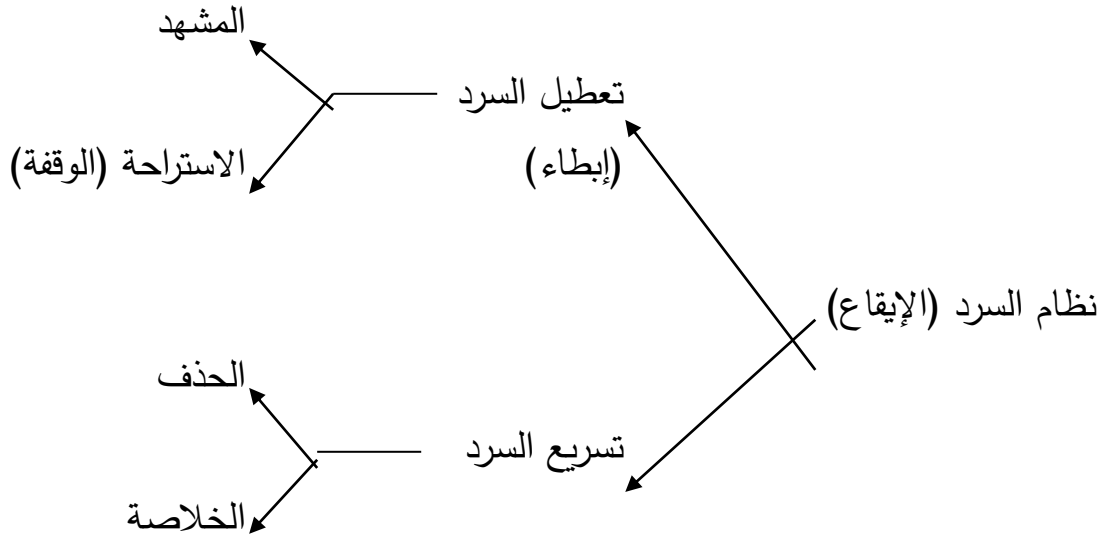 المشهد
تعطيل السرد
(إبطاء)
الاستراحة (الوقفة)
نظام السرد (الإيقاع)
الحذف
تسريع السرد
الخلاصة